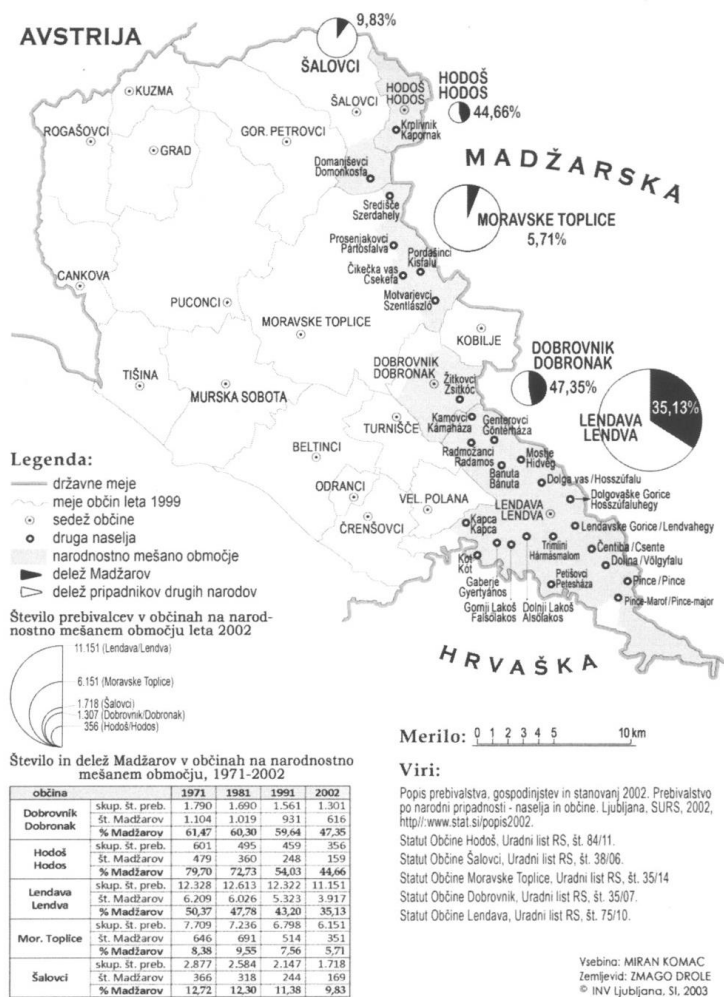 AVSTRIJA
9,83%
ŠALOVCI
HODOŠ
HODOS
44,66%
KUZMA
ŠALOVCI
HODOŠ
HODOS
Krplivnik
Kapornak
ROGAŠOVCI
GRAD
GOR. PETROVCI
MADŽARSKA
Domanjševci
Domonkosfa
Središče
Szerdahely
MORAVSKE TOPLICE
5,71%
Prosenjakovci
Pártosfalva
Pordašinci
Kisfalu
Čikečka vas
Csekefa
CANKOVA
PUCONCI
Motvarjevci
Szentlászló
MORAVSKE TOPLICE
KOBILJE
DOBROVNIK
DOBRONAK
47,35%
TIŠINA
MURSKA SOBOTA
DOBROVNIK
DOBRONAK
Žitkovci
Zsitkóc
35,13%
LENDAVA
LENDVA
TURNIŠČE
Kamovci
Kámaháza
Genterovci
Göntérháza
BELTINCI
Radmožanci
Radamos
Mostje
Hidvég
Banuta
Bánuta
Dolga vas / Hosszúfalu
Dolgovaške Gorice
Hosszúfaluhegy
ODRANCI
VEL. POLANA
ČRENŠOVCI
LENDAVA
LENDVA
Kapca
Kapca
Lendavske Gorice / Lendvahegy
Trimlini
Hármásmalom
Čentiba / Csente
Dolina / Völgyfalu
Kot
Kót
Gaberje
Gyertyános
Petišovci
Petesháza
Pince / Pince
Gornji Lakoš
Falsőlakos
Dolnji Lakoš
Alsólakos
Pince-Marof / Pince-major
HRVAŠKA
Legenda:
državne meje
meje občin leta 1999
sedež občine
druga naselja
narodnostno mešano območje
delež Madžarov
delež pripadnikov drugih narodov
Število prebivalcev v občinah na narod-
nostno mešanem območju leta 2002
11.151 (Lendava/Lendva)
6.151 (Moravske Toplice)
1.718 (Šalovci)
1.307 (Dobrovnik/Dobronak)
356 (Hodoš/Hodos)
Število in delež Madžarov v občinah na narodnostno
mešanem območju, 1971-2002
občina 1971 1981 1991 2002
Dobrovnik Dobronak
skup. št. preb. 1.790 1.690 1.561 1.301
št. Madžarov 1.104 1.019 931 616
% Madžarov 61,47 60,30 59,64 47,35
Hodoš Hodos
skup. št. preb. 601 495 459 356
št. Madžarov 479 360 248 159
% Madžarov 79,70 72,73 54,03 44,66
Lendava Lendva
skup. št. preb. 12.328 12.613 12.322 11.151
št. Madžarov 6.209 6.026 5.323 3.917
% Madžarov 50,37 47,78 43,20 35,13
Mor. Toplice
skup. št. preb. 7.709 7.236 6.798 6.151
št. Madžarov 646 691 514 351
% Madžarov 8,38 9,55 7,56 5,71
Šalovci
skup. št. preb. 2.877 2.584 2.147 1.718
št. Madžarov 366 318 244 169
% Madžarov 12,72 12,30 11,38 9,83
Merilo: 0 1 2 3 4 5 10 km
Viri:
Popis prebivalstva, gospodinjstev in stanovanj 2002. Prebivalstvo
po narodni pripadnosti - naselja in občine. Ljubljana, SURS, 2002,
http//:www.stat.si/popis2002.
Statut Občine Hodoš, Uradni list RS, št. 84/11.
Statut Občine Šalovci, Uradni list RS, št. 38/06.
Statut Občine Moravske Toplice, Uradni list RS, št. 35/14
Statut Občine Dobrovnik, Uradni list RS, št. 35/07.
Statut Občine Lendava, Uradni list RS, št. 75/10.
Vsebina: MIRAN KOMAC
Zemljevid: ZMAGO DROLE
© INV Ljubljana, SI, 2003